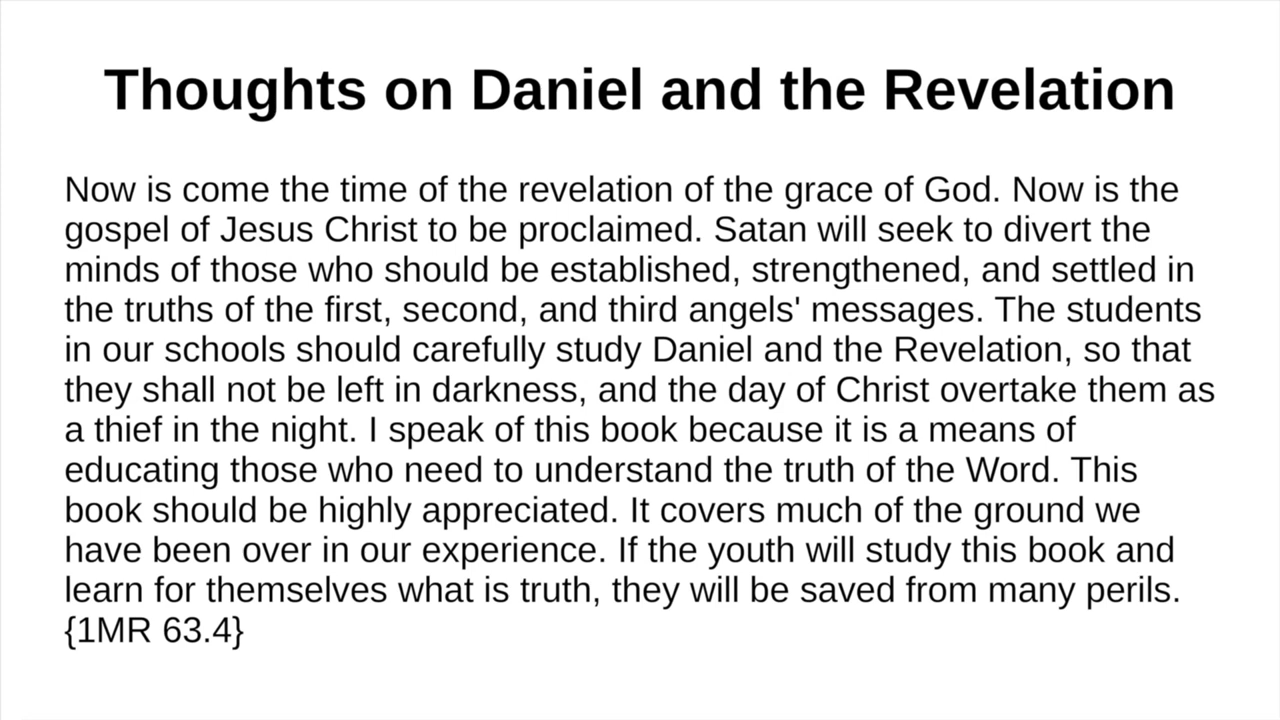 Thoughts on Daniel and the Revelation
Now is come the time of the revelation of the grace of God. Now is the
gospel of Jesus Christ to be proclaimed. Satan will seek to divert the
minds of those who should be established, strengthened, and settled in
the truths of the first, second, and third angels' messages. The students
in our schools should carefully study Daniel and the Revelation, so that
they shall not be left in darkness, and the day of Christ overtake them as
a thief in the night. I speak of this book because it is a means of
educating those who need to understand the truth of the Word. This
book should be highly appreciated. It covers much of the ground we
have been over in our experience. If the youth will study this book and
learn for themselves what is truth, they will be saved from many perils.
{1MR 63.4}